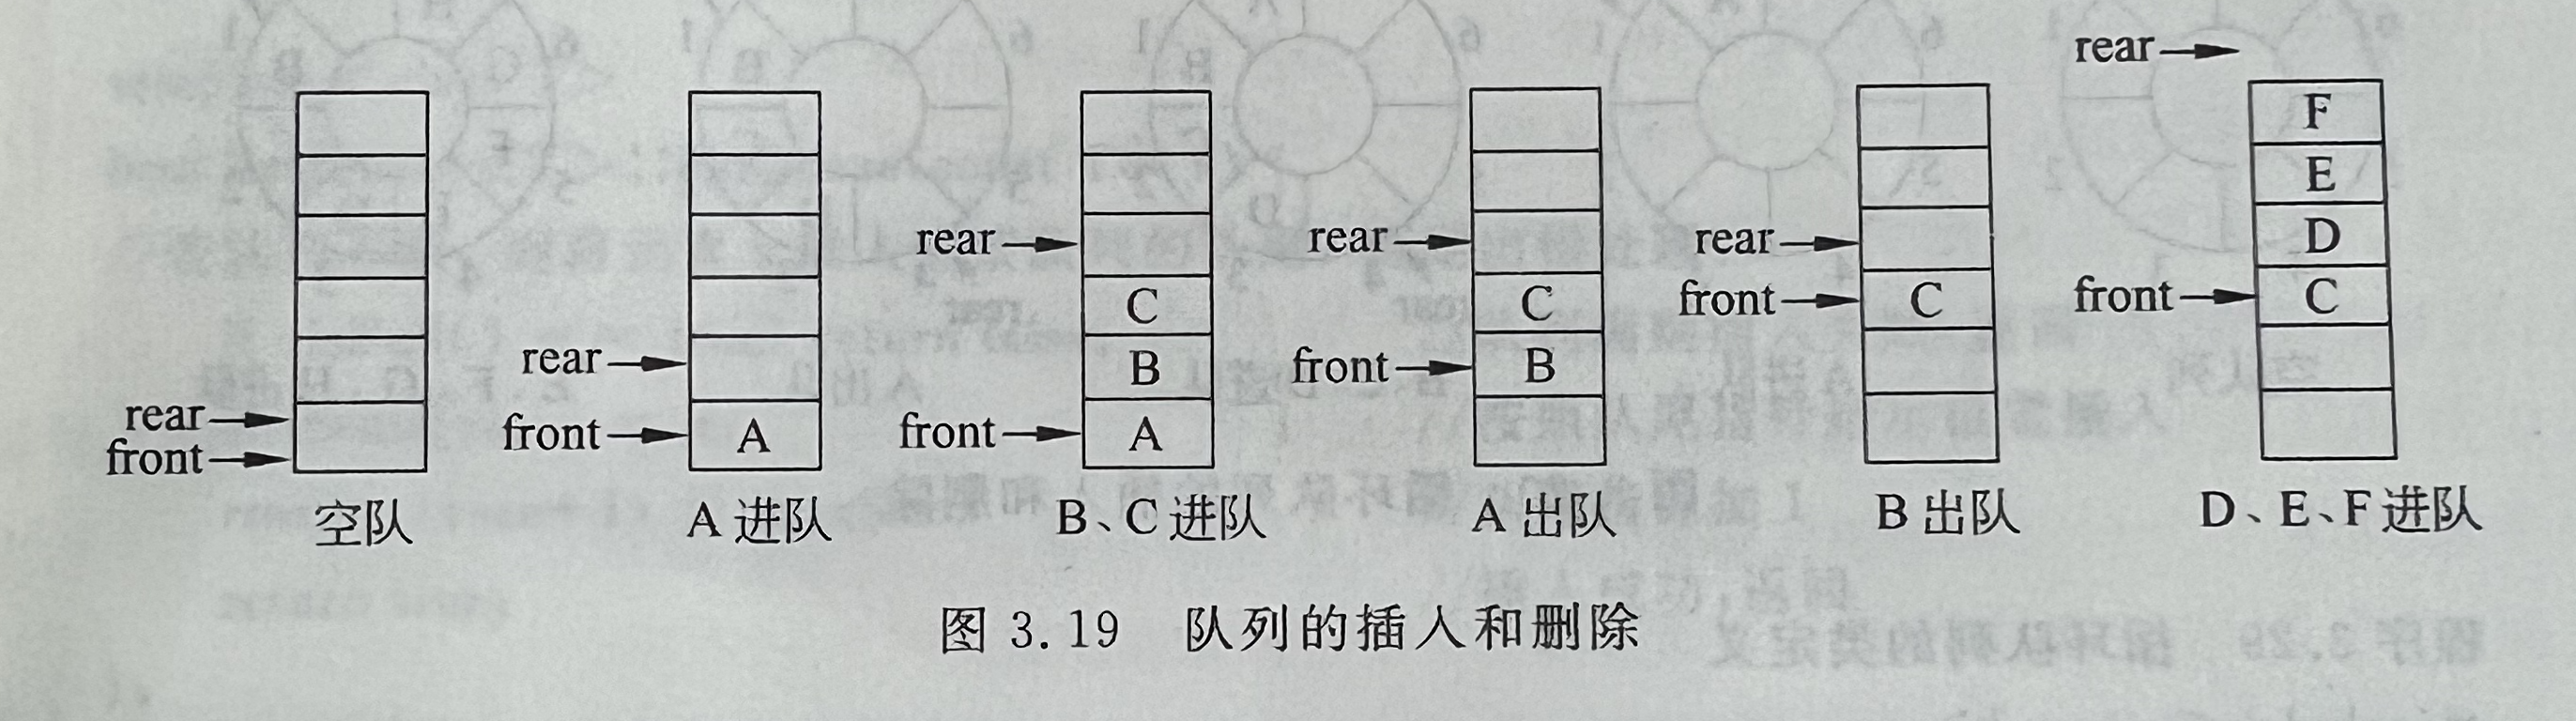 rear
F
E
rear
rear
rear
D
C
C
C
front
C
front
rear
B
front
B
rear
front
A
front
A
front
空队
A 进队
B、C 进队
A 出队
B 出队
D、E、F 进队
图 3.19 队列的插入和删除